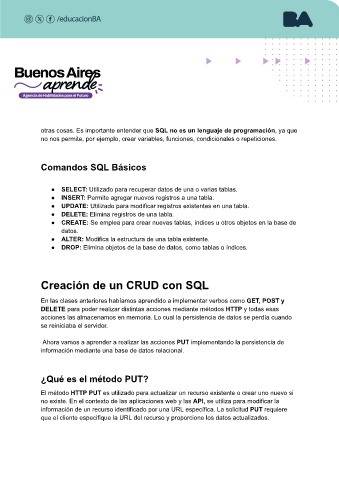 /educacionBA
BA
Buenos Aires
aprende
Agencia de Habilidades para el Futuro
otras cosas. Es importante entender que SQL no es un lenguaje de programación, ya que
no nos permite, por ejemplo, crear variables, funciones, condicionales o repeticiones.
Comandos SQL Básicos
● SELECT: Utilizado para recuperar datos de una o varias tablas.
● INSERT: Permite agregar nuevos registros a una tabla.
● UPDATE: Utilizado para modificar registros existentes en una tabla.
● DELETE: Elimina registros de una tabla.
● CREATE: Se emplea para crear nuevas tablas, índices u otros objetos en la base de
datos.
● ALTER: Modifica la estructura de una tabla existente.
● DROP: Elimina objetos de la base de datos, como tablas o índices.
Creación de un CRUD con SQL
En las clases anteriores habíamos aprendido a implementar verbos como GET, POST y
DELETE para poder realizar distintas acciones mediante métodos HTTP y todas esas
acciones las almacenamos en memoria. Lo cual la persistencia de datos se perdía cuando
se reiniciaba el servidor.
Ahora vamos a aprender a realizar las acciones PUT implementando la persistencia de
información mediante una base de datos relacional.
¿Qué es el método PUT?
El método HTTP PUT es utilizado para actualizar un recurso existente o crear uno nuevo si
no existe. En el contexto de las aplicaciones web y las API, se utiliza para modificar la
información de un recurso identificado por una URL específica. La solicitud PUT requiere
que el cliente especifique la URL del recurso y proporcione los datos actualizados.